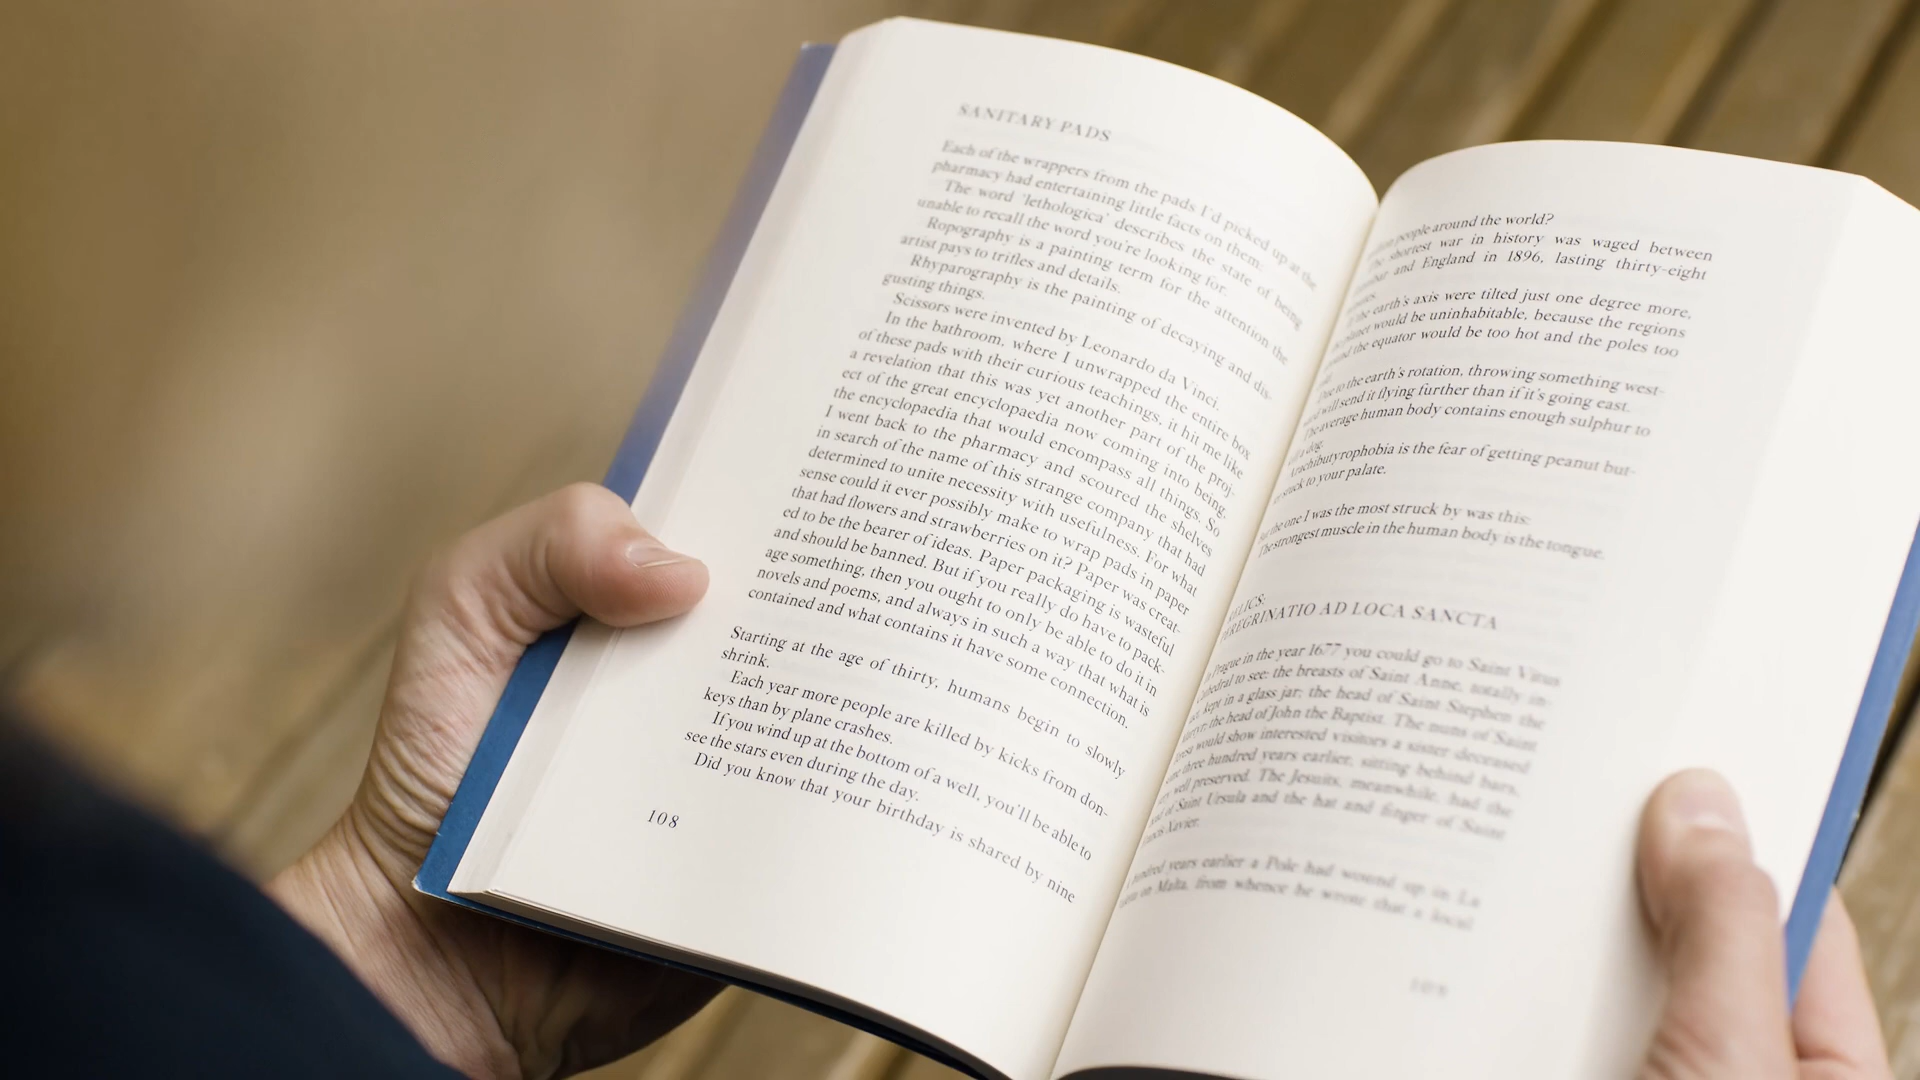 SANITARY PADS
Each of the wrappers from the pads I'd picked up at the
pharmacy had entertaining little facts on them:
The word 'lethologica' describes the state of being
unable to recall the word you're looking for.
Ropography is a painting term for the attention the
artist pays to trifles and details.
Rhyparography is the painting of decaying and dis-
gusting things.
Scissors were invented by Leonardo da Vinci.
In the bathroom, where I unwrapped the entire box
of these pads with their curious teachings, it hit me like
a revelation that this was yet another part of the proj-
ect of the great encyclopaedia now coming into being,
the encyclopaedia that would encompass all things. So
I went back to the pharmacy and scoured the shelves
in search of the name of this strange company that had
determined to unite necessity with usefulness. For what
sense could it ever possibly make to wrap pads in paper
that had flowers and strawberries on it? Paper was creat-
ed to be the bearer of ideas. Paper packaging is wasteful
and should be banned. But if you really do have to pack-
age something, then you ought to only be able to do it in
novels and poems, and always in such a way that what is
contained and what contains it have some connection.
Starting at the age of thirty, humans begin to slowly
shrink.
Each year more people are killed by kicks from don-
keys than by plane crashes.
If you wind up at the bottom of a well, you'll be able to
see the stars even during the day.
Did you know that your birthday is shared by nine
108
people around the world?
shortest war in history was waged between
and England in 1896, lasting thirty-eight
the earth's axis were tilted just one degree more,
planet would be uninhabitable, because the regions
the equator would be too hot and the poles too
to the earth's rotation, throwing something west-
will send it flying further than if it's going east.
The average human body contains enough sulphur to
a dog.
Arachibutyrophobia is the fear of getting peanut but-
stuck to your palate.
the one I was the most struck by was this:
The strongest muscle in the human body is the tongue.
RELICS:
PEREGRINATIO AD LOCA SANCTA
Prague in the year 1677 you could go to Saint Vitus
Cathedral to see: the breasts of Saint Anne, totally in-
kept in a glass jar; the head of Saint Stephen the
Martyr; the head of John the Baptist. The nuns of Saint
would show interested visitors a sister deceased
three hundred years earlier, sitting behind bars,
well preserved. The Jesuits, meanwhile, had the
of Saint Ursula and the hat and finger of Saint
Xavier.
hundred years earlier a Pole had wound up in La
on Malta, from whence he wrote that a local
109